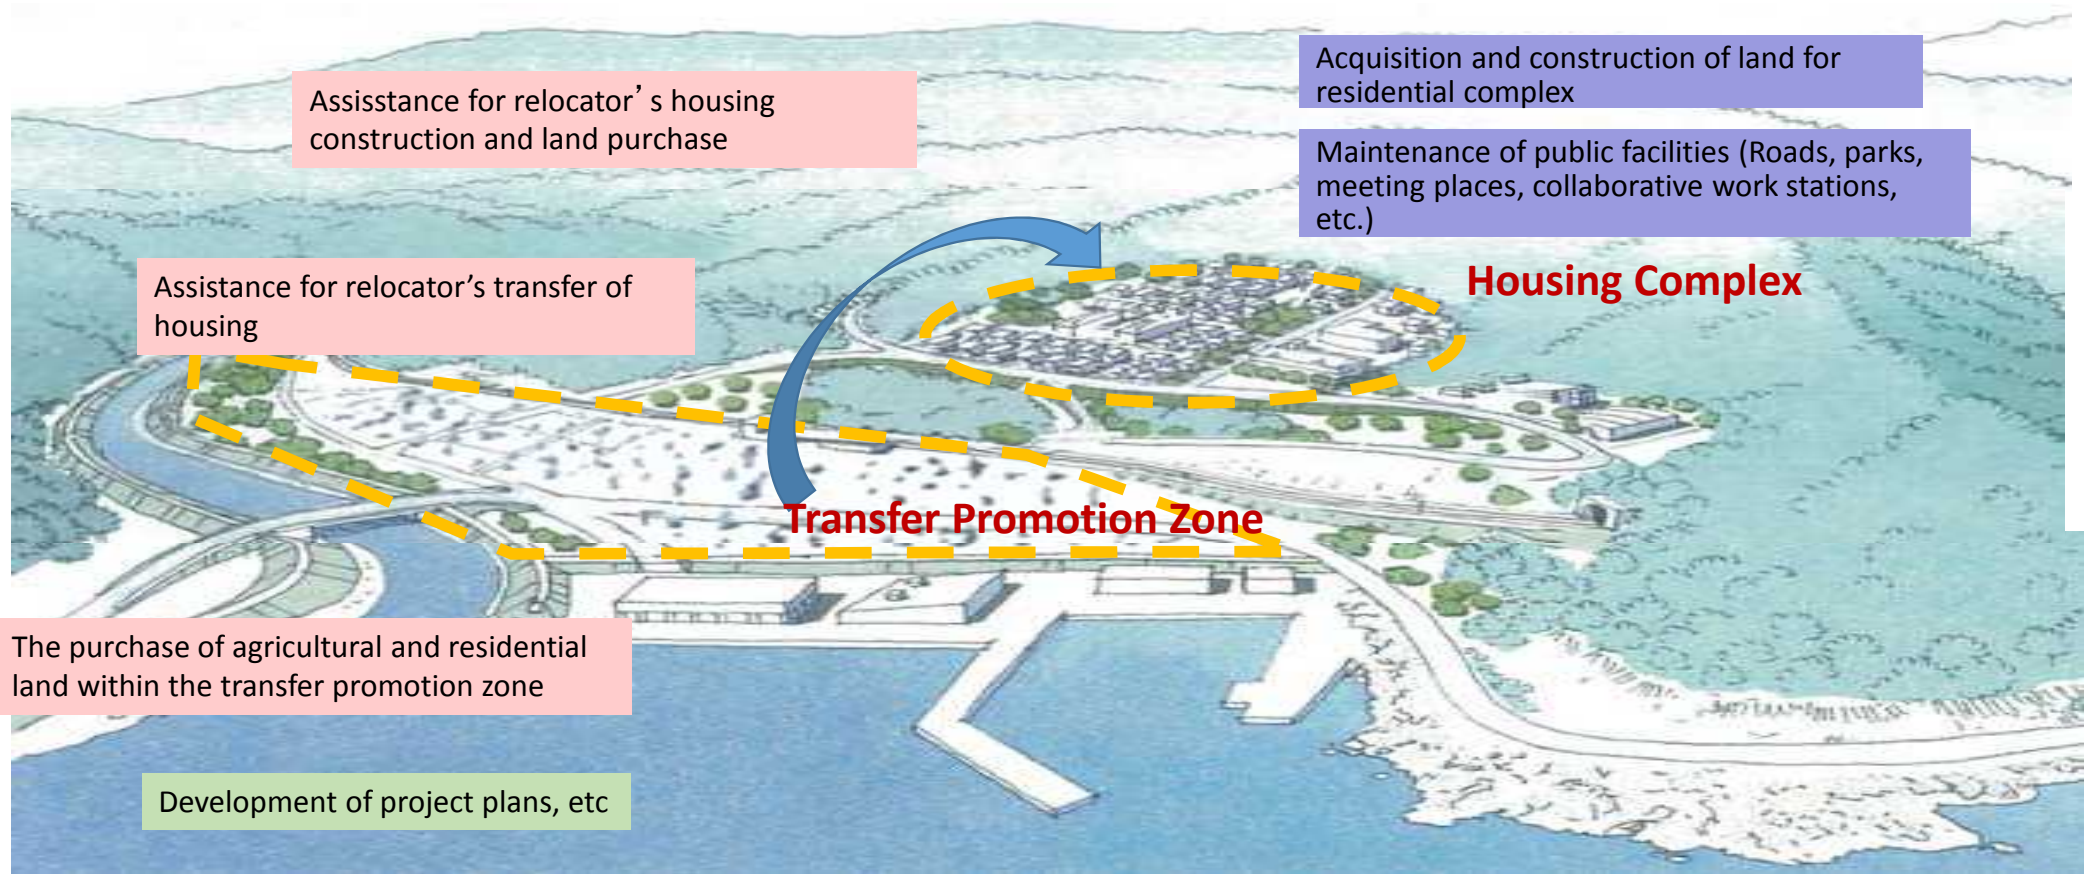 Assisstance for relocator’s housing
construction and land purchase
Acquisition and construction of land for
residential complex
Maintenance of public facilities (Roads, parks,
meeting places, collaborative work stations,
etc.)
Housing Complex
Assistance for relocator’s transfer of
housing
Transfer Promotion Zone
The purchase of agricultural and residential
land within the transfer promotion zone
Development of project plans, etc